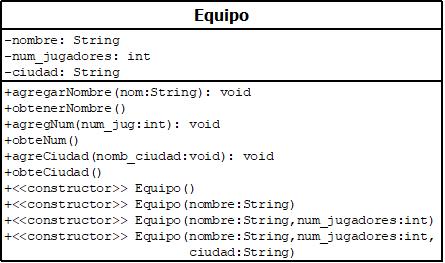 Equipo
-nombre: String
-num_jugadores: int
-ciudad: String
+agregarNombre(nom:String): void
+obtenerNombre()
+agregNum(num_jug:int): void
+obteNum()
+agreCiudad(nomb_ciudad:void): void
+obteCiudad()
+<<constructor>> Equipo()
+<<constructor>> Equipo(nombre:String)
+<<constructor>> Equipo(nombre:String,num_jugadores:int)
+<<constructor>> Equipo(nombre:String,num_jugadores:int,
ciudad:String)